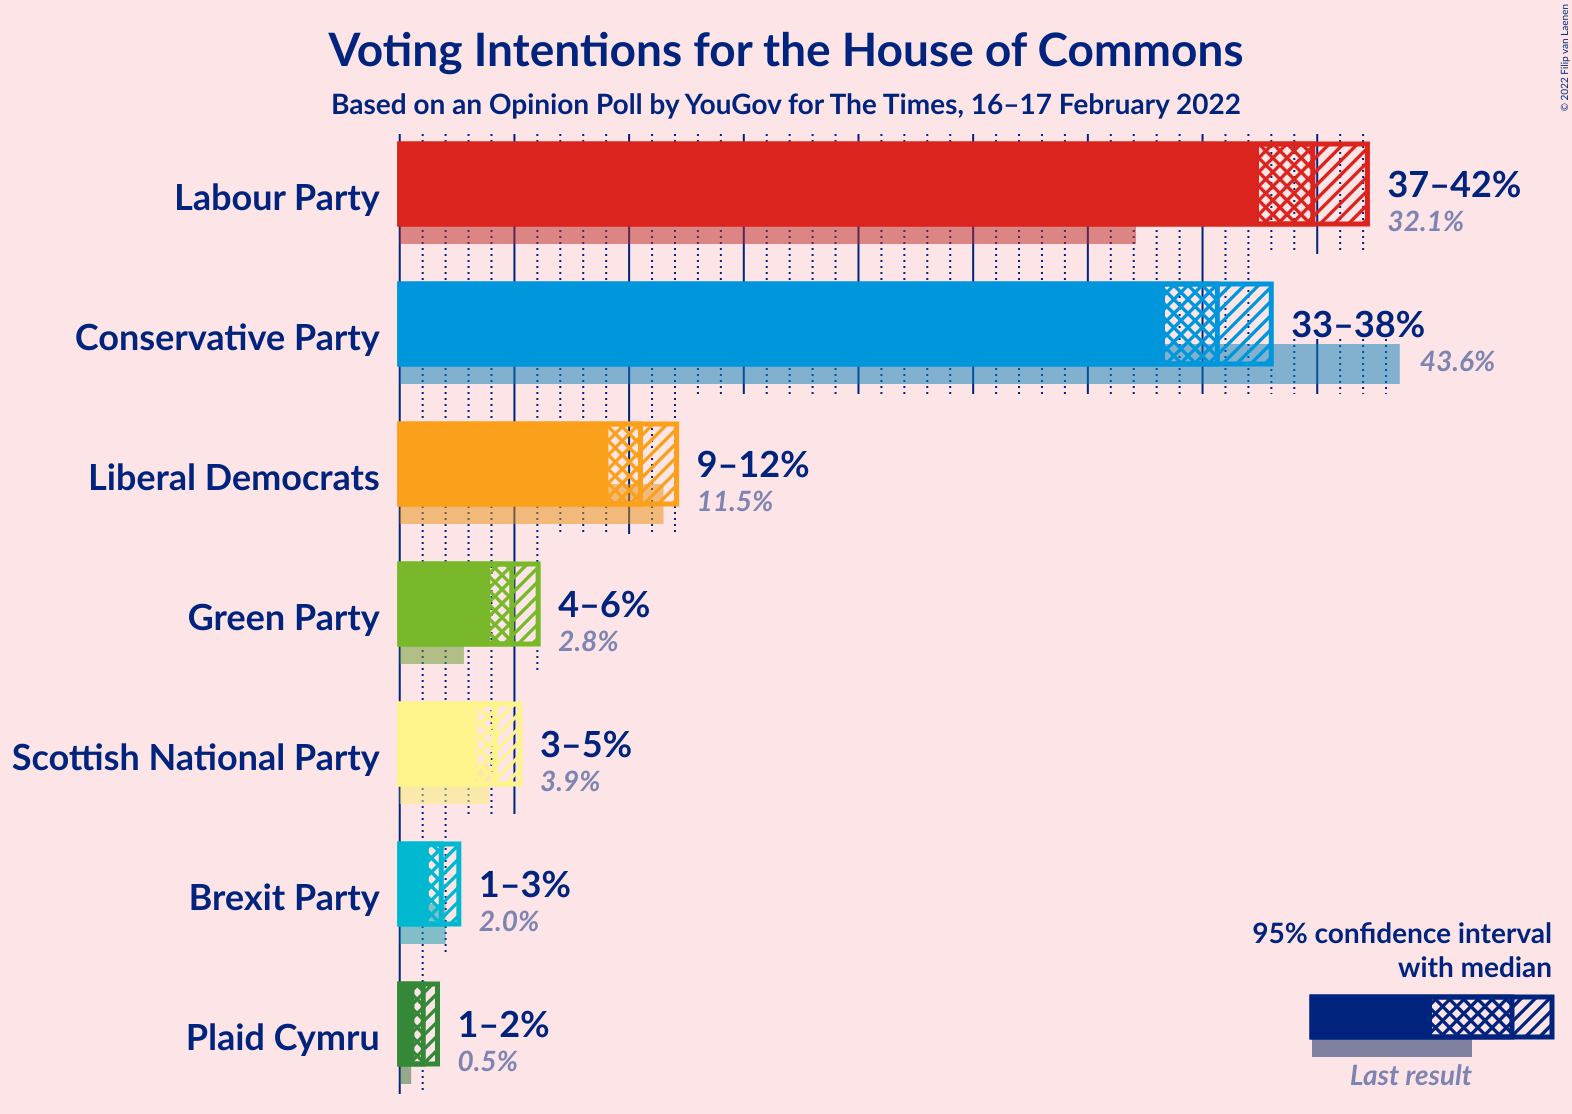 Voting Intentions for the House of Commons
Based on an Opinion Poll by YouGov for The Times, 16–17 February 2022
© 2022 Filip van Laenen
Labour Party
37–42%
32.1%
Conservative Party
33–38%
43.6%
Liberal Democrats
9–12%
11.5%
Green Party
4–6%
2.8%
Scottish National Party
3–5%
3.9%
Brexit Party
1–3%
2.0%
Plaid Cymru
1–2%
0.5%
95% confidence interval
with median
Last result